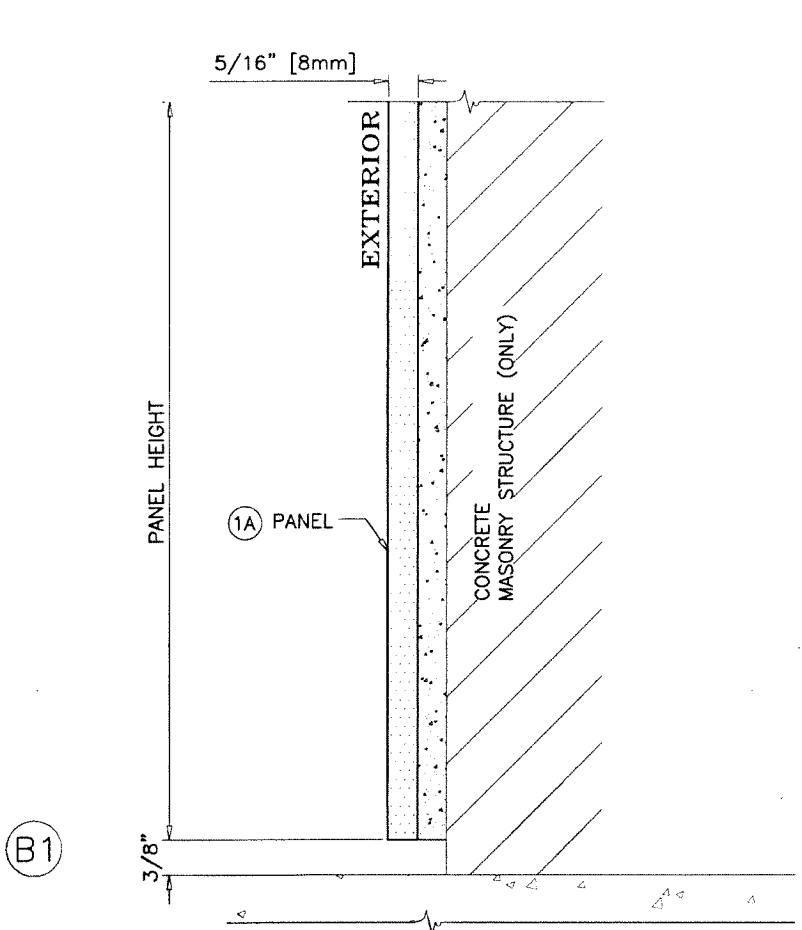 5/16" [8mm]
EXTERIOR
PANEL HEIGHT
1A PANEL
CONCRETE
MASONRY STRUCTURE (ONLY)
B1
3/8"